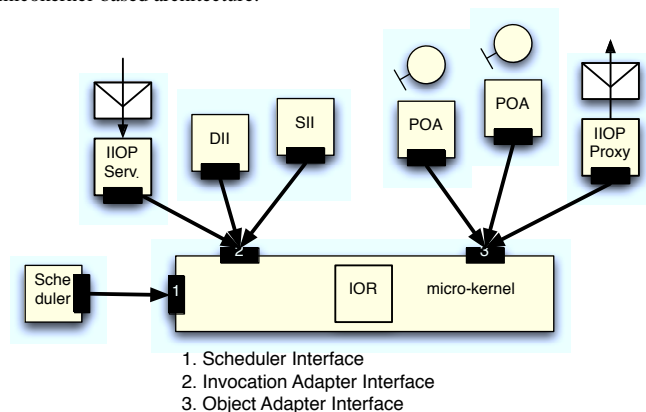 microkernel based architecture.
IIOP
Serv.
DII
SII
POA
POA
IIOP
Proxy
2
3
Sche
duler
1
IOR
micro-kernel
1. Scheduler Interface
2. Invocation Adapter Interface
3. Object Adapter Interface